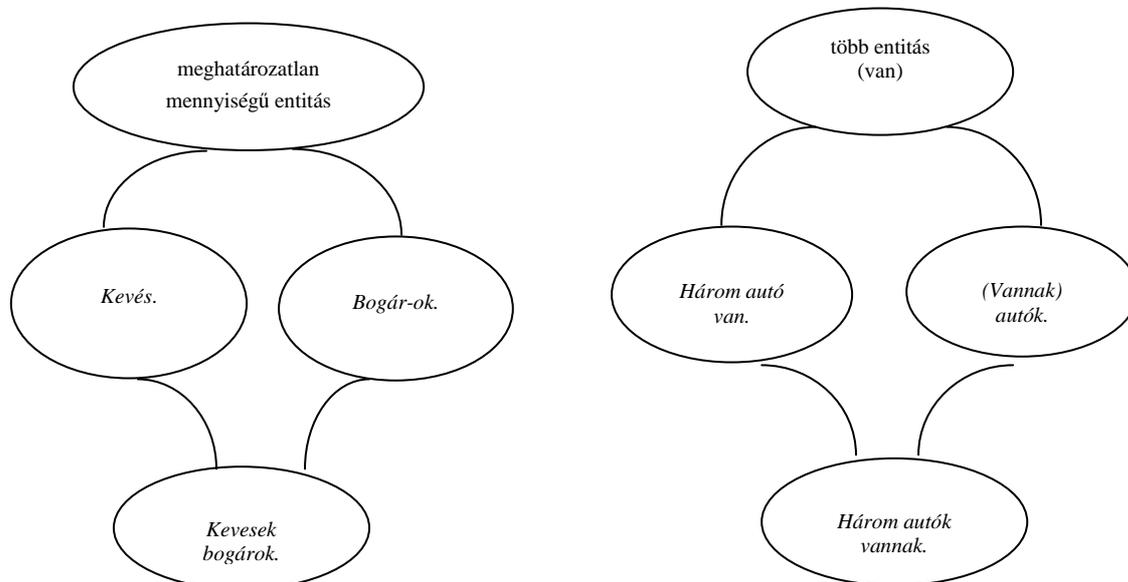 meghatározatlan
mennyiségű entitás
Kevés.
Bogár-ok.
Kevesek
bogárok.
több entitás
(van)
Három autó
van.
(Vannak)
autók.
Három autók
vannak.